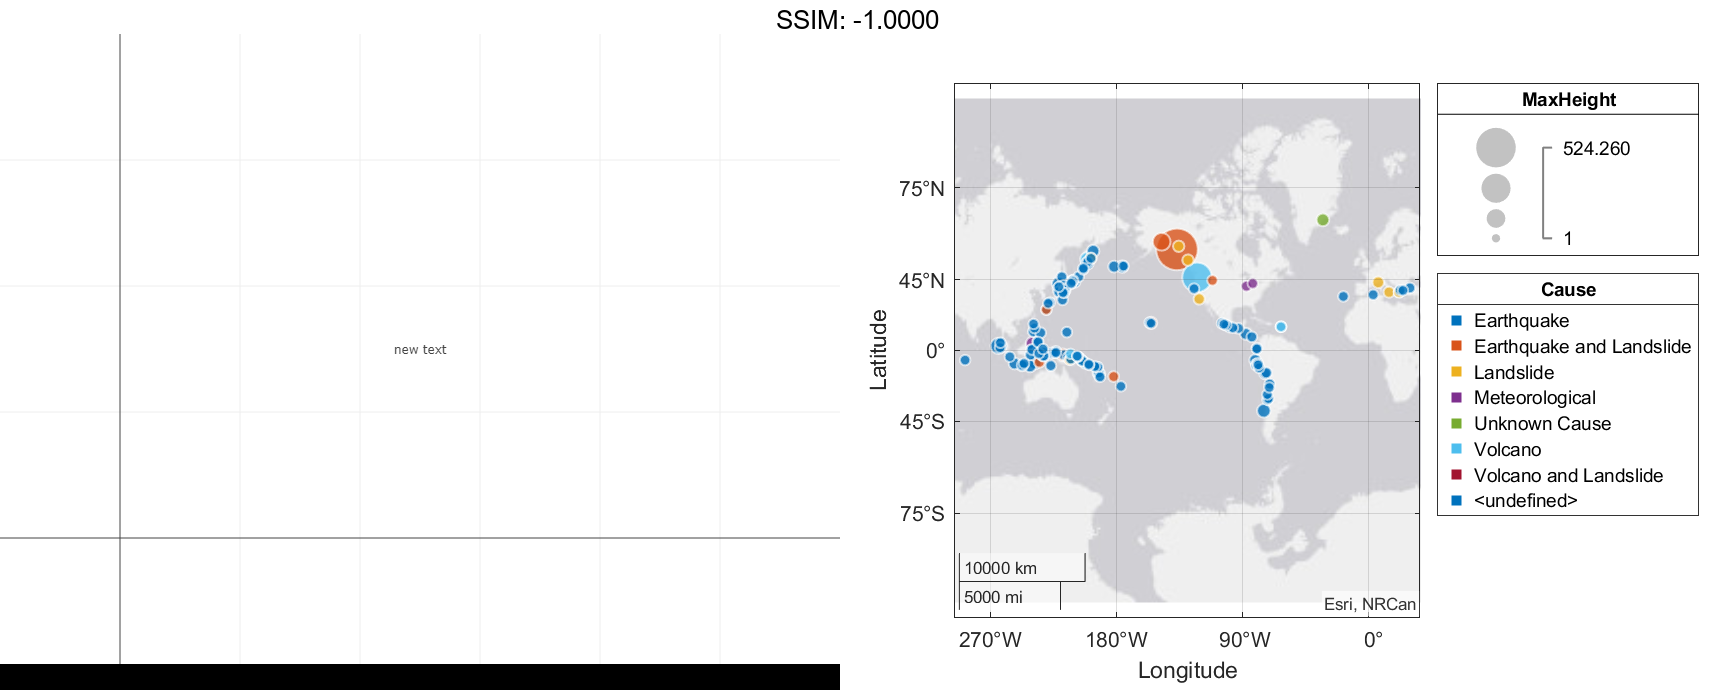 SSIM: -1.0000
new text
75°N
45°N
0°
45°S
75°S
Latitude
270°W
180°W
90°W
0°
Longitude
10000 km
5000 mi
Esri, NRCan
MaxHeight
524.260
1
Cause
Earthquake
Earthquake and Landslide
Landslide
Meteorological
Unknown Cause
Volcano
Volcano and Landslide
<undefined>